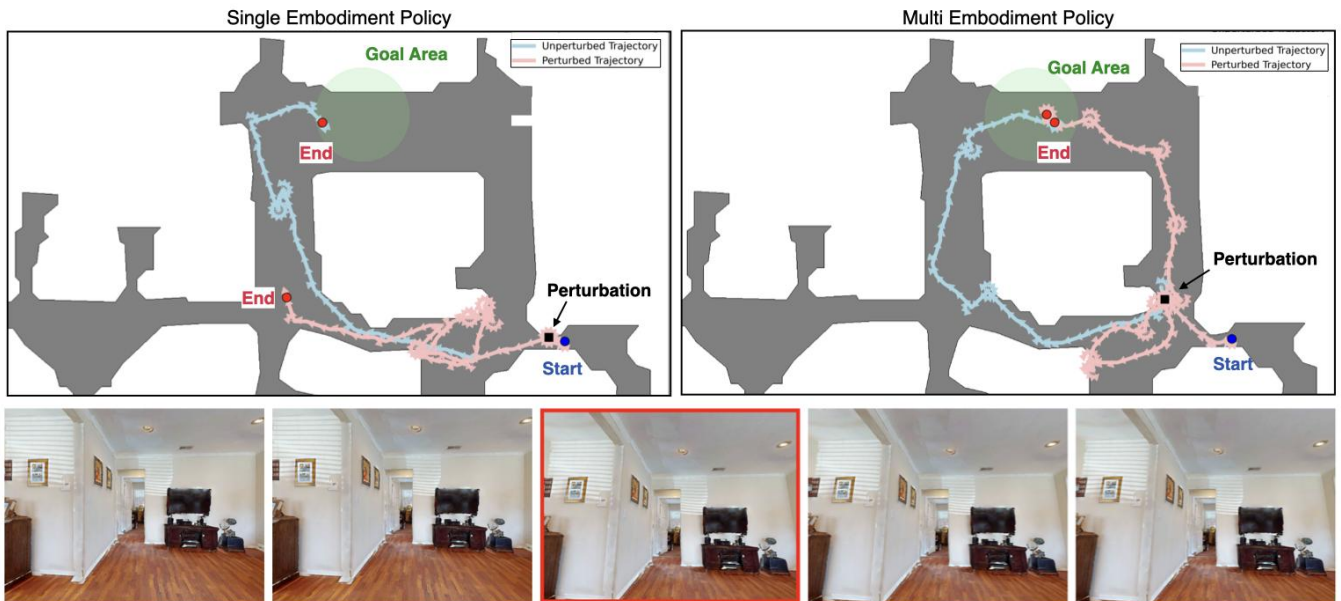 Single Embodiment Policy
Unperturbed Trajectory
Perturbed Trajectory
Goal Area
End
End
Perturbation
Start
Multi Embodiment Policy
Unperturbed Trajectory
Perturbed Trajectory
Goal Area
End
Perturbation
Start